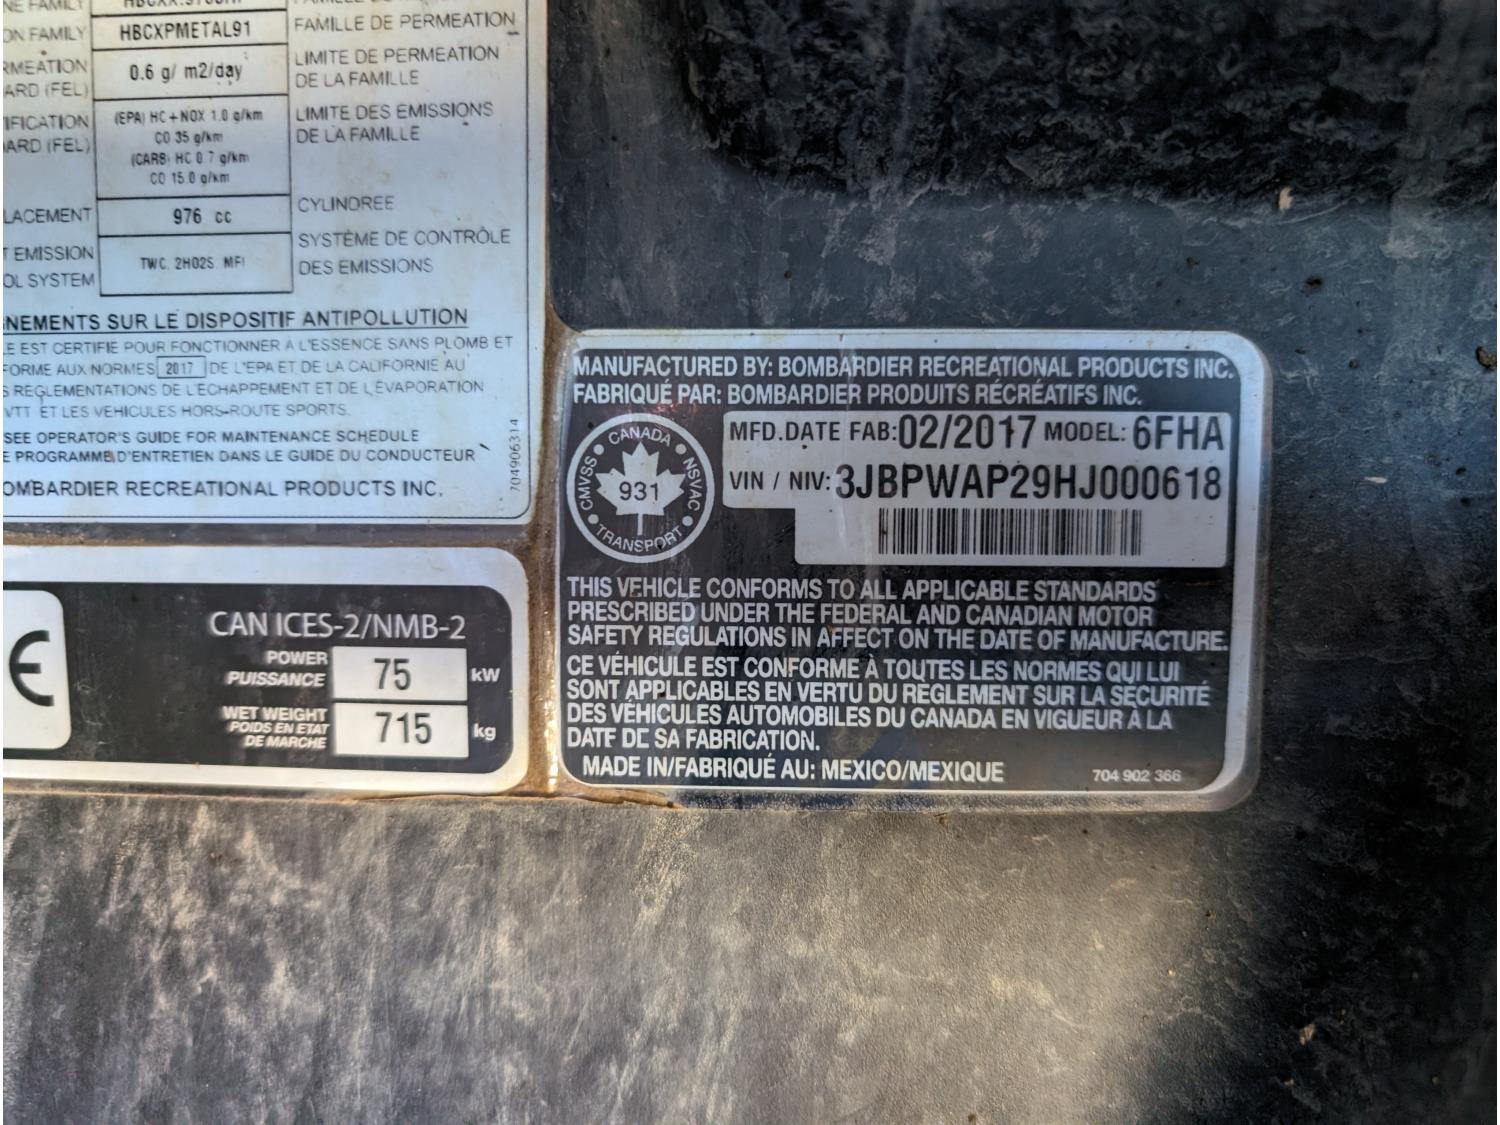 HBCXPMETAL91
ON FAMILY
FAMILLE DE PERMEATION
RMEATION
ARD (FEL)
0.6 g/ m2/day
LIMITE DE PERMEATION
DE LA FAMILLE
IFICATION
ARD (FEL)
(EPA) HC+NOX 1.0 g/km
CO 35 g/km
(CARB) HC 0.7 g/km
CO 15.0 g/km
LIMITE DES EMISSIONS
DE LA FAMILLE
LACEMENT
976 cc
CYLINDREE
T EMISSION
OL SYSTEM
TWC, 2HO2S, MFI
SYSTÈME DE CONTRÔLE
DES EMISSIONS
NEMENTS SUR LE DISPOSITIF ANTIPOLLUTION
LE EST CERTIFIE POUR FONCTIONNER A L'ESSENCE SANS PLOMB ET
FORME AUX NORMES 2017 DE L'EPA ET DE LA CALIFORNIE AU
S REGLEMENTATIONS DE L'ECHAPPEMENT ET DE L'ÉVAPORATION
VTT ET LES VEHICULES HORS-ROUTE SPORTS.
SEE OPERATOR'S GUIDE FOR MAINTENANCE SCHEDULE
E PROGRAMME D'ENTRETIEN DANS LE GUIDE DU CONDUCTEUR
OMBARDIER RECREATIONAL PRODUCTS INC.
704906314
CE
CAN ICES-2/NMB-2
POWER
PUISSANCE
75 kW
WET WEIGHT
POIDS EN ETAT
DE MARCHE
715 kg
MANUFACTURED BY: BOMBARDIER RECREATIONAL PRODUCTS INC.
FABRIQUÉ PAR: BOMBARDIER PRODUITS RÉCRÉATIFS INC.
CANADA
CMVSS
NSVAC
931
TRANSPORT
MFD.DATE FAB:02/2017 MODEL: 6FHA
VIN / NIV: 3JBPWAP29HJ000618
THIS VEHICLE CONFORMS TO ALL APPLICABLE STANDARDS
PRESCRIBED UNDER THE FEDERAL AND CANADIAN MOTOR
SAFETY REGULATIONS IN AFFECT ON THE DATE OF MANUFACTURE.
CE VÉHICULE EST CONFORME À TOUTES LES NORMES QUI LUI
SONT APPLICABLES EN VERTU DU REGLEMENT SUR LA SECURITÉ
DES VÉHICULES AUTOMOBILES DU CANADA EN VIGUEUR À LA
DATE DE SA FABRICATION.
MADE IN/FABRIQUÉ AU: MEXICO/MEXIQUE
704 902 366